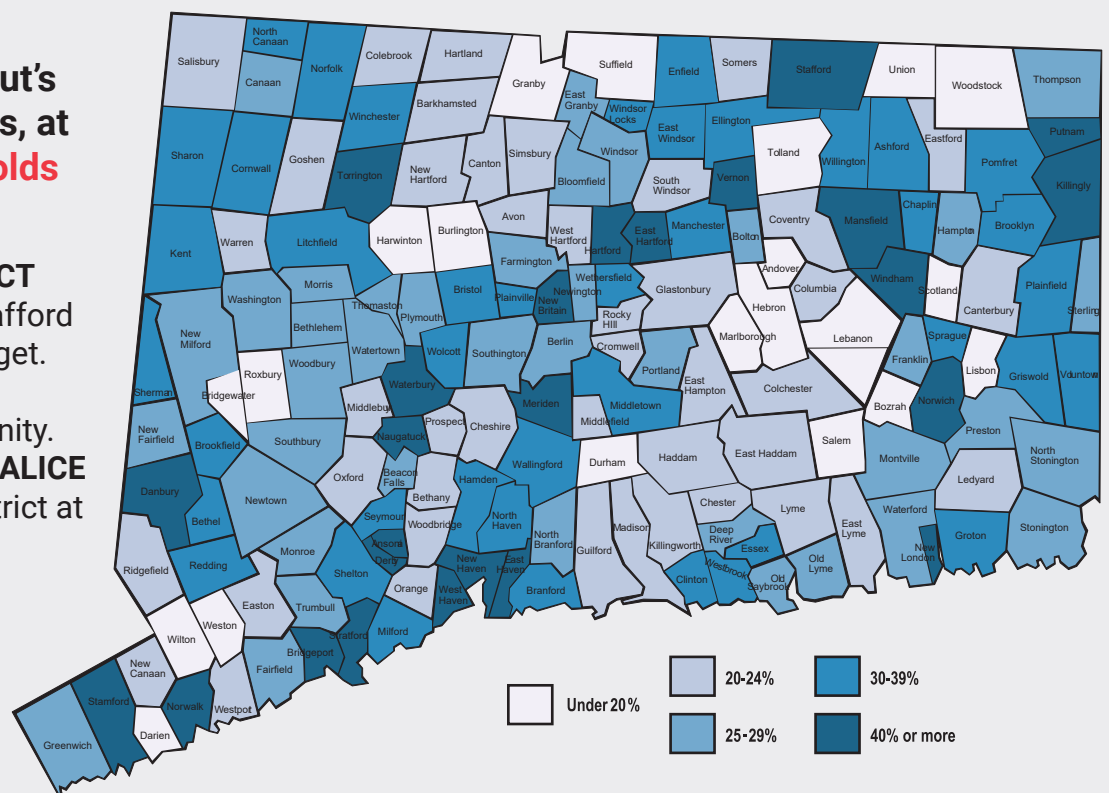 ut's
s, at
olds
CT
afford
get.
nity.
ALICE
trict at
Salisbury
North
Canaan
Canaan
Norfolk
Colebrook
Hartland
Granby
Suffield
Enfield
Somers
Stafford
Union
Woodstock
Thompson
Barkhamsted
Winchester
East
Granby
Windsor
Locks
East
Windsor
Ellington
Tolland
Willington
Ashford
Eastford
Pomfret
Putnam
Killingly
Sharon
Cornwall
Goshen
Torrington
New
Hartford
Canton
Simsbury
Bloomfield
Windsor
South
Windsor
Vernon
Kent
Warren
Litchfield
Harwinton
Burlington
Avon
West
Hartford
Hartford
East
Hartford
Manchester
Bolton
Coventry
Mansfield
Chaplin
Hampton
Brooklyn
Washington
Morris
Thomaston
Plymouth
Bristol
Farmington
Plainville
New
Britain
Newington
Wethersfield
Rocky
Hill
Glastonbury
Andover
Hebron
Columbia
Windham
Scotland
Canterbury
Plainfield
Sterling
New
Milford
Bethlehem
Watertown
Wolcott
Southington
Berlin
Cromwell
Portland
Marlborough
Lebanon
Franklin
Sprague
Lisbon
Griswold
Voluntown
Sherman
Bridgewater
Roxbury
Woodbury
Middlebury
Waterbury
Cheshire
Prospect
Meriden
Middletown
Middlefield
East
Hampton
Colchester
Bozrah
Norwich
Preston
North
Stonington
New
Fairfield
Brookfield
Southbury
Naugatuck
Oxford
Beacon
Falls
Bethany
Hamden
Wallingford
Durham
Haddam
East Haddam
Salem
Montville
Ledyard
Danbury
Bethel
Newtown
Seymour
Woodbridge
North
Haven
North
Branford
Guilford
Madison
Killingworth
Chester
Deep
River
Essex
Lyme
East
Lyme
Waterford
New
London
Groton
Stonington
Ridgefield
Redding
Monroe
Shelton
Ansonia
Derby
Orange
New
Haven
East
Haven
West
Haven
Branford
Clinton
Westbrook
Old
Saybrook
Old
Lyme
Wilton
Weston
Easton
Trumbull
Stratford
Milford
Bridgeport
Fairfield
New
Canaan
Stamford
Norwalk
Westport
Darien
Greenwich
Under 20%
20-24%
25-29%
30-39%
40% or more